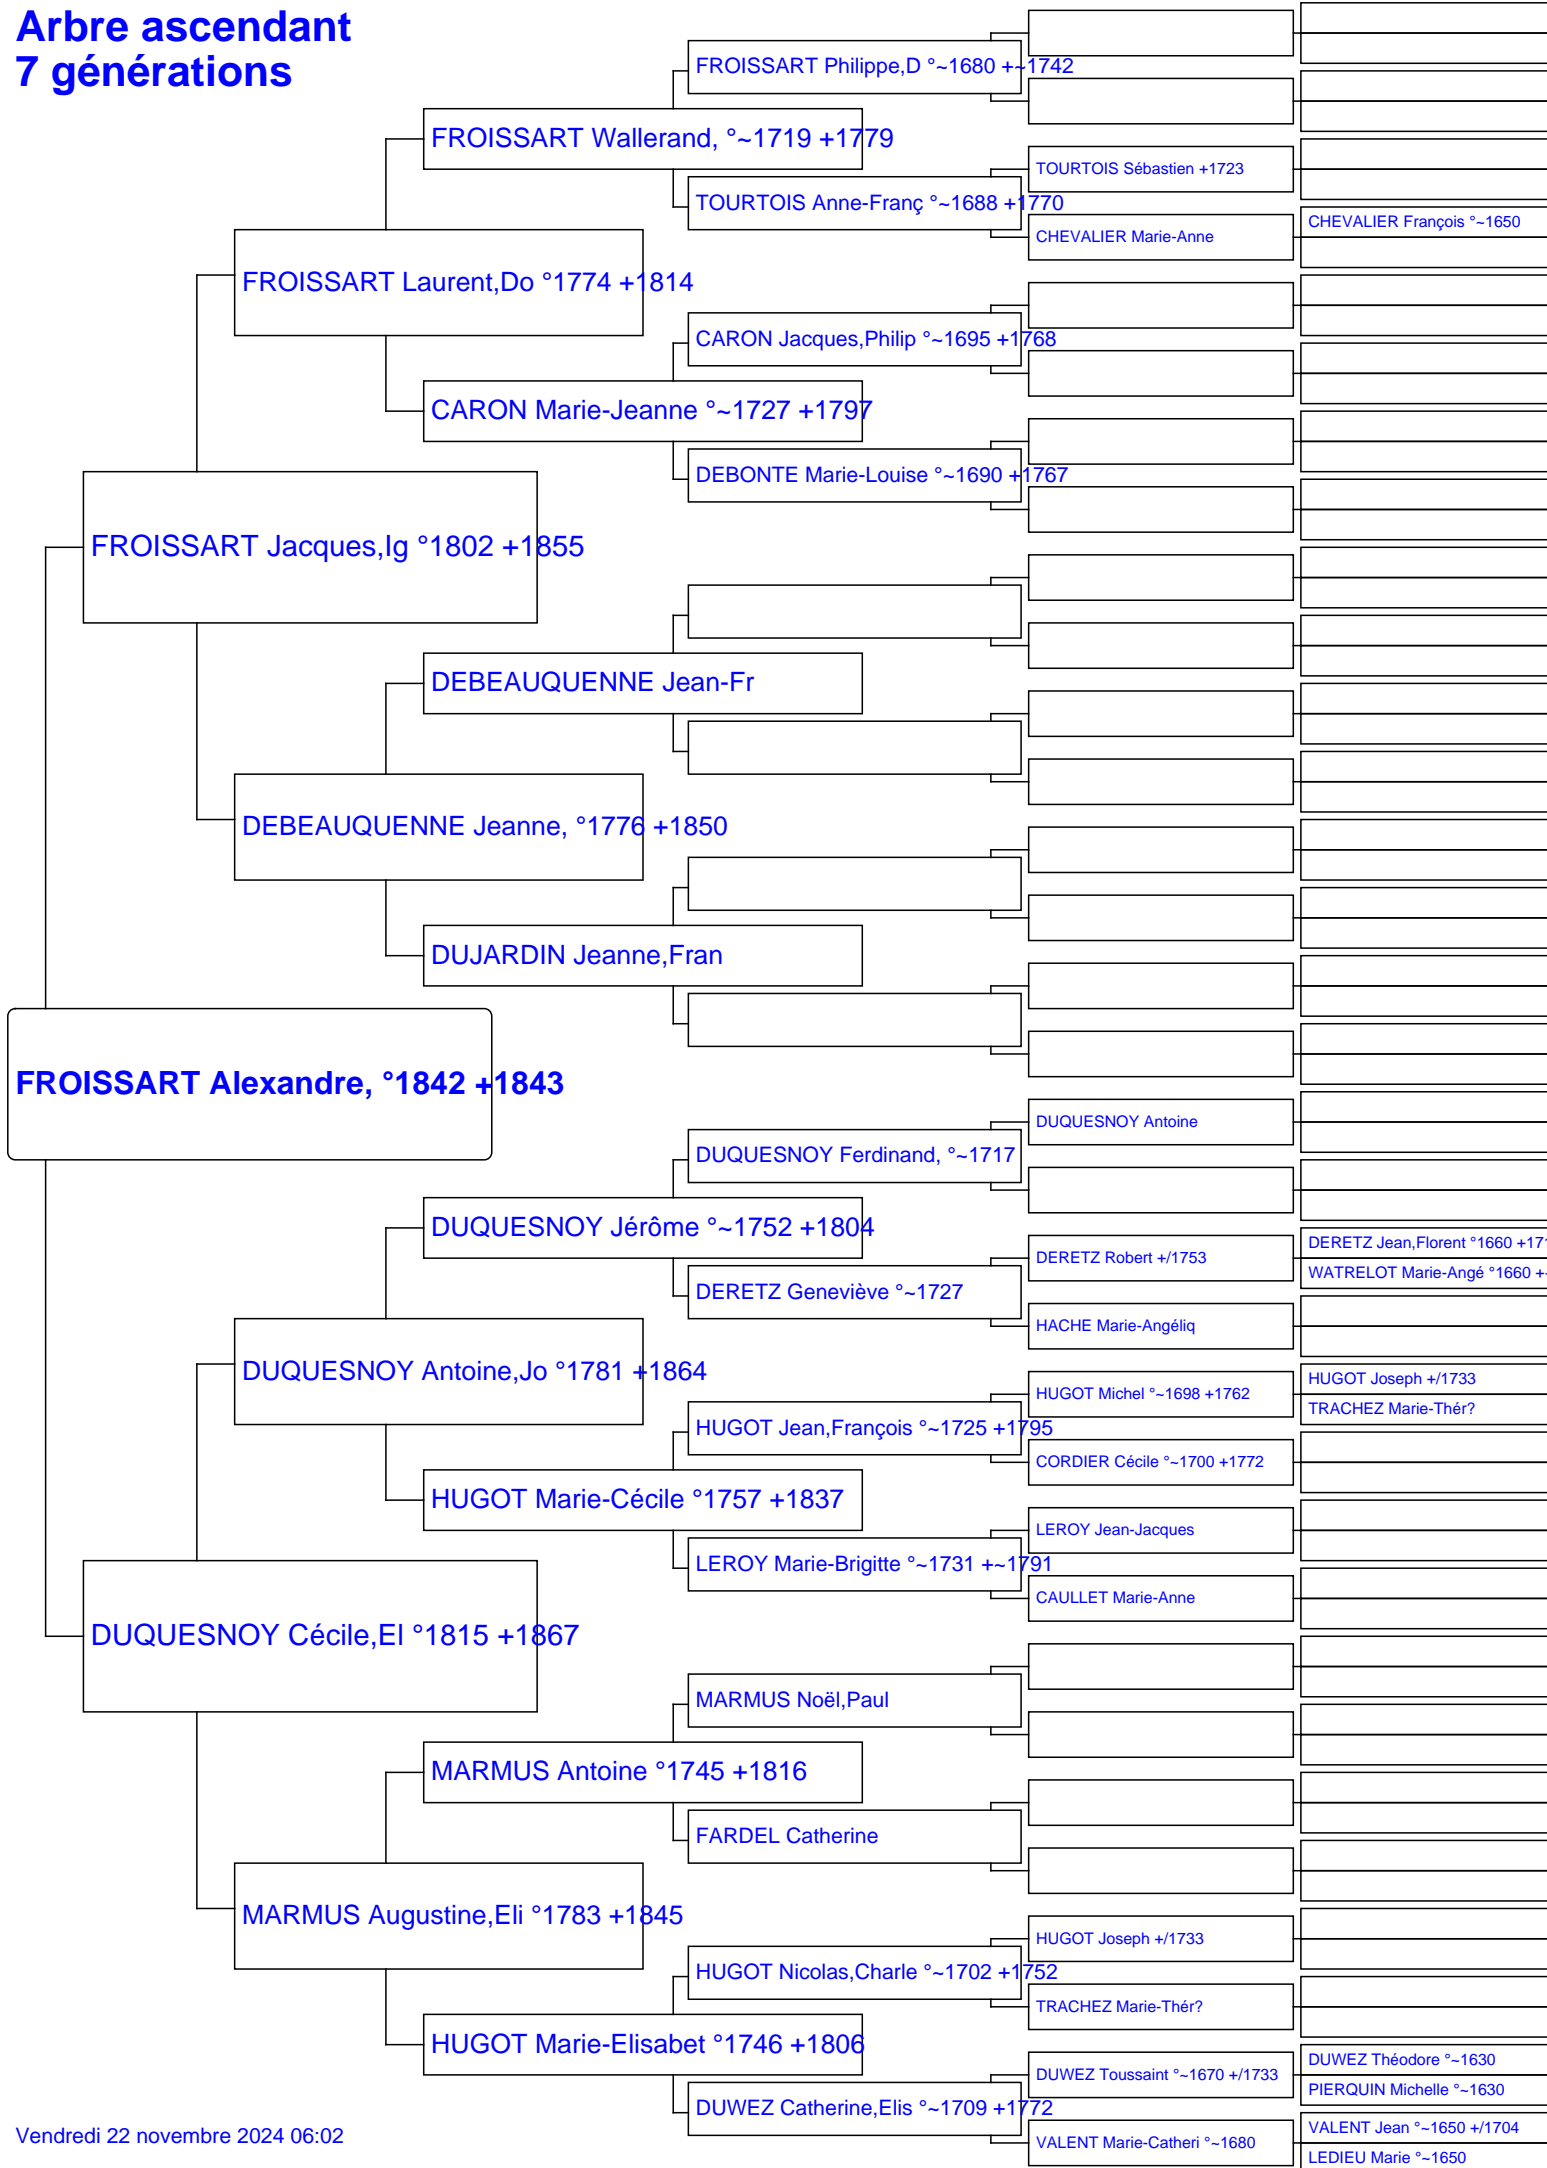 Arbre ascendant
7 générations
FROISSART Philippe,D °~1680 +~1742
FROISSART Wallerand, °~1719 +1779
TOURTOIS Sébastien +1723
TOURTOIS Anne-Franç °~1688 +1770
CHEVALIER François °~1650
CHEVALIER Marie-Anne
FROISSART Laurent,Do °1774 +1814
CARON Jacques,Philip °~1695 +1768
CARON Marie-Jeanne °~1727 +1797
DEBONTE Marie-Louise °~1690 +1767
FROISSART Jacques,Ig °1802 +1855
DEBEAUQUENNE Jean-Fr
DEBEAUQUENNE Jeanne, °1776 +1850
DUJARDIN Jeanne,Fran
FROISSART Alexandre, °1842 +1843
DUQUESNOY Antoine
DUQUESNOY Ferdinand, °~1717
DUQUESNOY Jérôme °~1752 +1804
DERETZ Jean,Florent °1660 +171
DERETZ Robert +/1753
WATRELOT Marie-Angé °1660 +~
DERETZ Geneviève °~1727
HACHE Marie-Angéliq
DUQUESNOY Antoine,Jo °1781 +1864
HUGOT Joseph +/1733
HUGOT Michel °~1698 +1762
TRACHEZ Marie-Thér?
HUGOT Jean,François °~1725 +1795
CORDIER Cécile °~1700 +1772
HUGOT Marie-Cécile °1757 +1837
LEROY Jean-Jacques
LEROY Marie-Brigitte °~1731 +~1791
CAULLET Marie-Anne
DUQUESNOY Cécile,El °1815 +1867
MARMUS Noël,Paul
MARMUS Antoine °1745 +1816
FARDEL Catherine
MARMUS Augustine,Eli °1783 +1845
HUGOT Joseph +/1733
HUGOT Nicolas,Charle °~1702 +1752
TRACHEZ Marie-Thér?
HUGOT Marie-Elisabet °1746 +1806
DUWEZ Théodore °~1630
DUWEZ Toussaint °~1670 +/1733
PIERQUIN Michelle °~1630
DUWEZ Catherine,Elis °~1709 +1772
VALENT Jean °~1650 +/1704
VALENT Marie-Catheri °~1680
LEDIEU Marie °~1650
Vendredi 22 novembre 2024 06:02